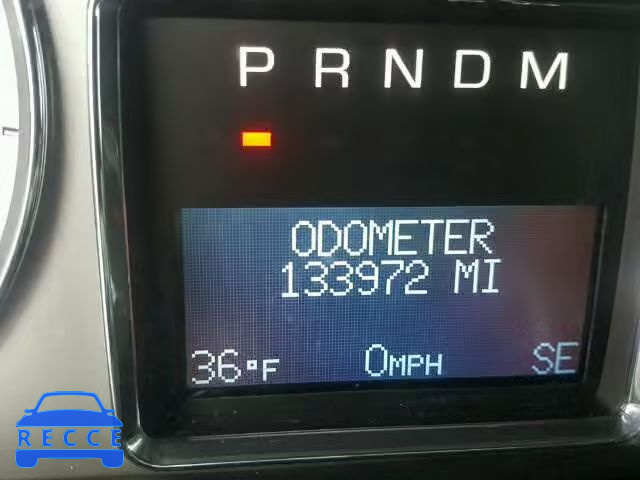 P R N D M
ODOMETER
133972 MI
36°F 0MPH SE
RECCE